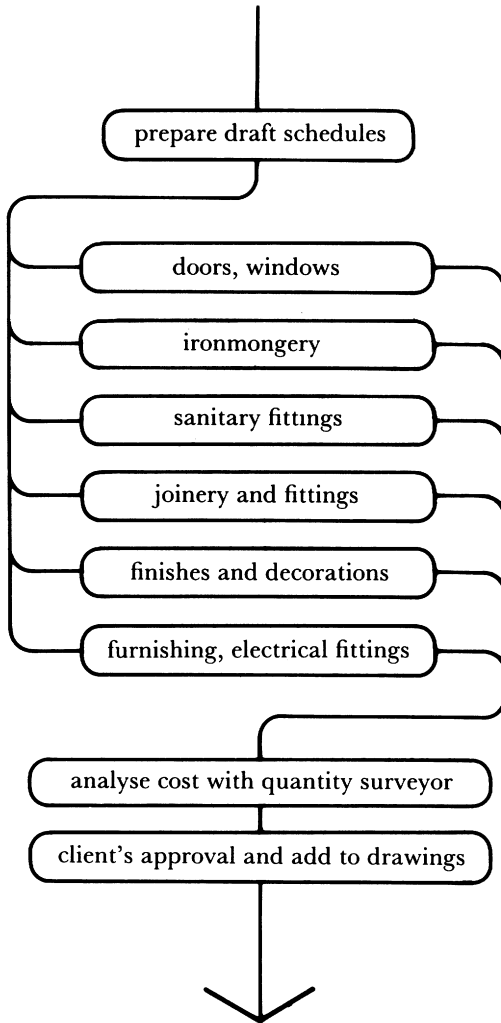 prepare draft schedules
doors, windows
ironmongery
sanitary fittings
joinery and fittings
finishes and decorations
furnishing, electrical fittings
analyse cost with quantity surveyor
client's approval and add to drawings